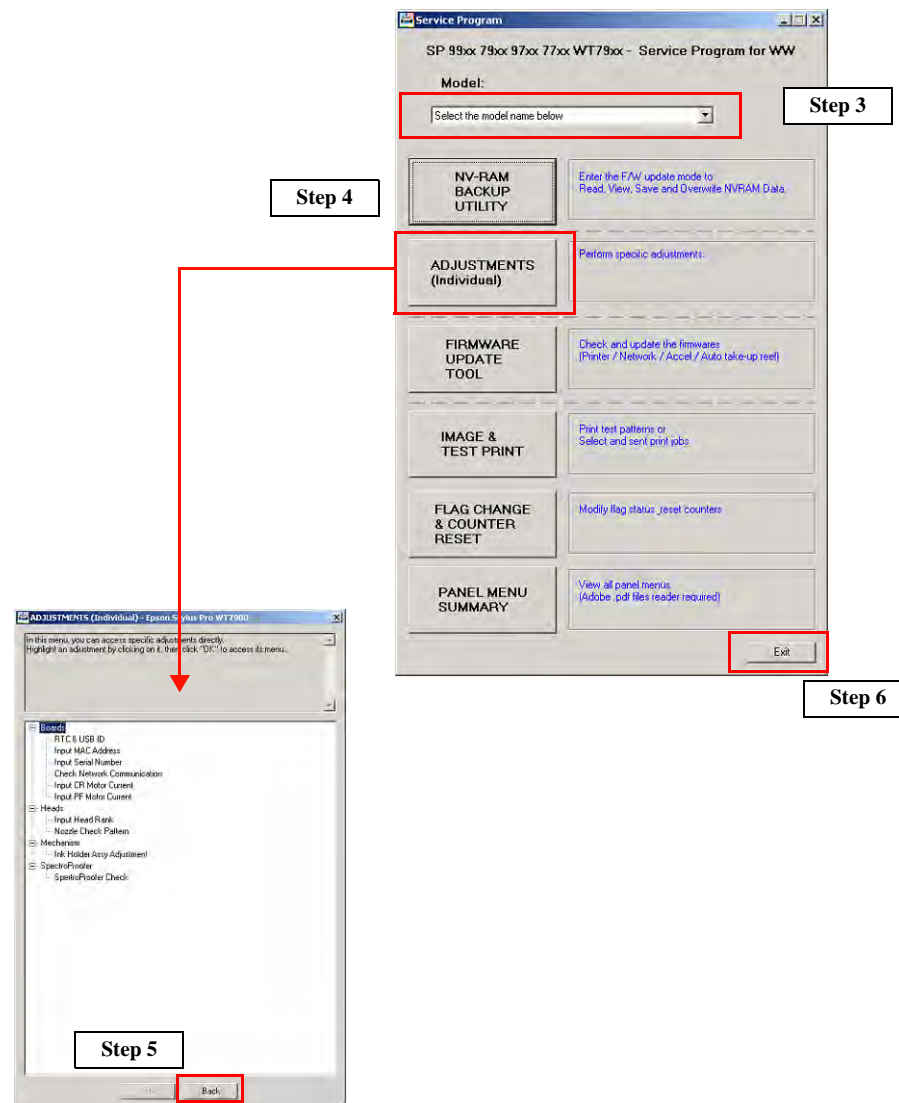 Service Program
SP 99xx 79xx 97xx 77xx WT79xx - Service Program for WW
Model:
Select the model name below
Step 3
NV-RAM
BACKUP
UTILITY
Enter the F/W update mode to
Read, View, Save and Overwrite NVRAM Data.
Step 4
ADJUSTMENTS
(Individual)
Perform specific adjustments.
FIRMWARE
UPDATE
TOOL
Check and update the firmwares
(Printer / Network / Accel / Auto take-up reel)
IMAGE &
TEST PRINT
Print test patterns or
Select and sent print jobs
FLAG CHANGE
& COUNTER
RESET
Modify flag status ,reset counters
PANEL MENU
SUMMARY
View all panel menus
(Adobe .pdf files reader required)
Exit
Step 6
ADJUSTMENTS (Individual) - Epson Stylus Pro WT7900
In this menu, you can access specific adjustments directly.
Highlight an adjustment by clicking on it, then click "OK" to access its menu.
Boards
RTC & USB ID
Input MAC Address
Input Serial Number
Check Network Communication
Input CR Motor Current
Input PF Motor Current
Heads
Input Head Rank
Nozzle Check Pattern
Mechanism
Ink Holder Assy Adjustment
SpectroProofer
SpectroProofer Check
Step 5
Back